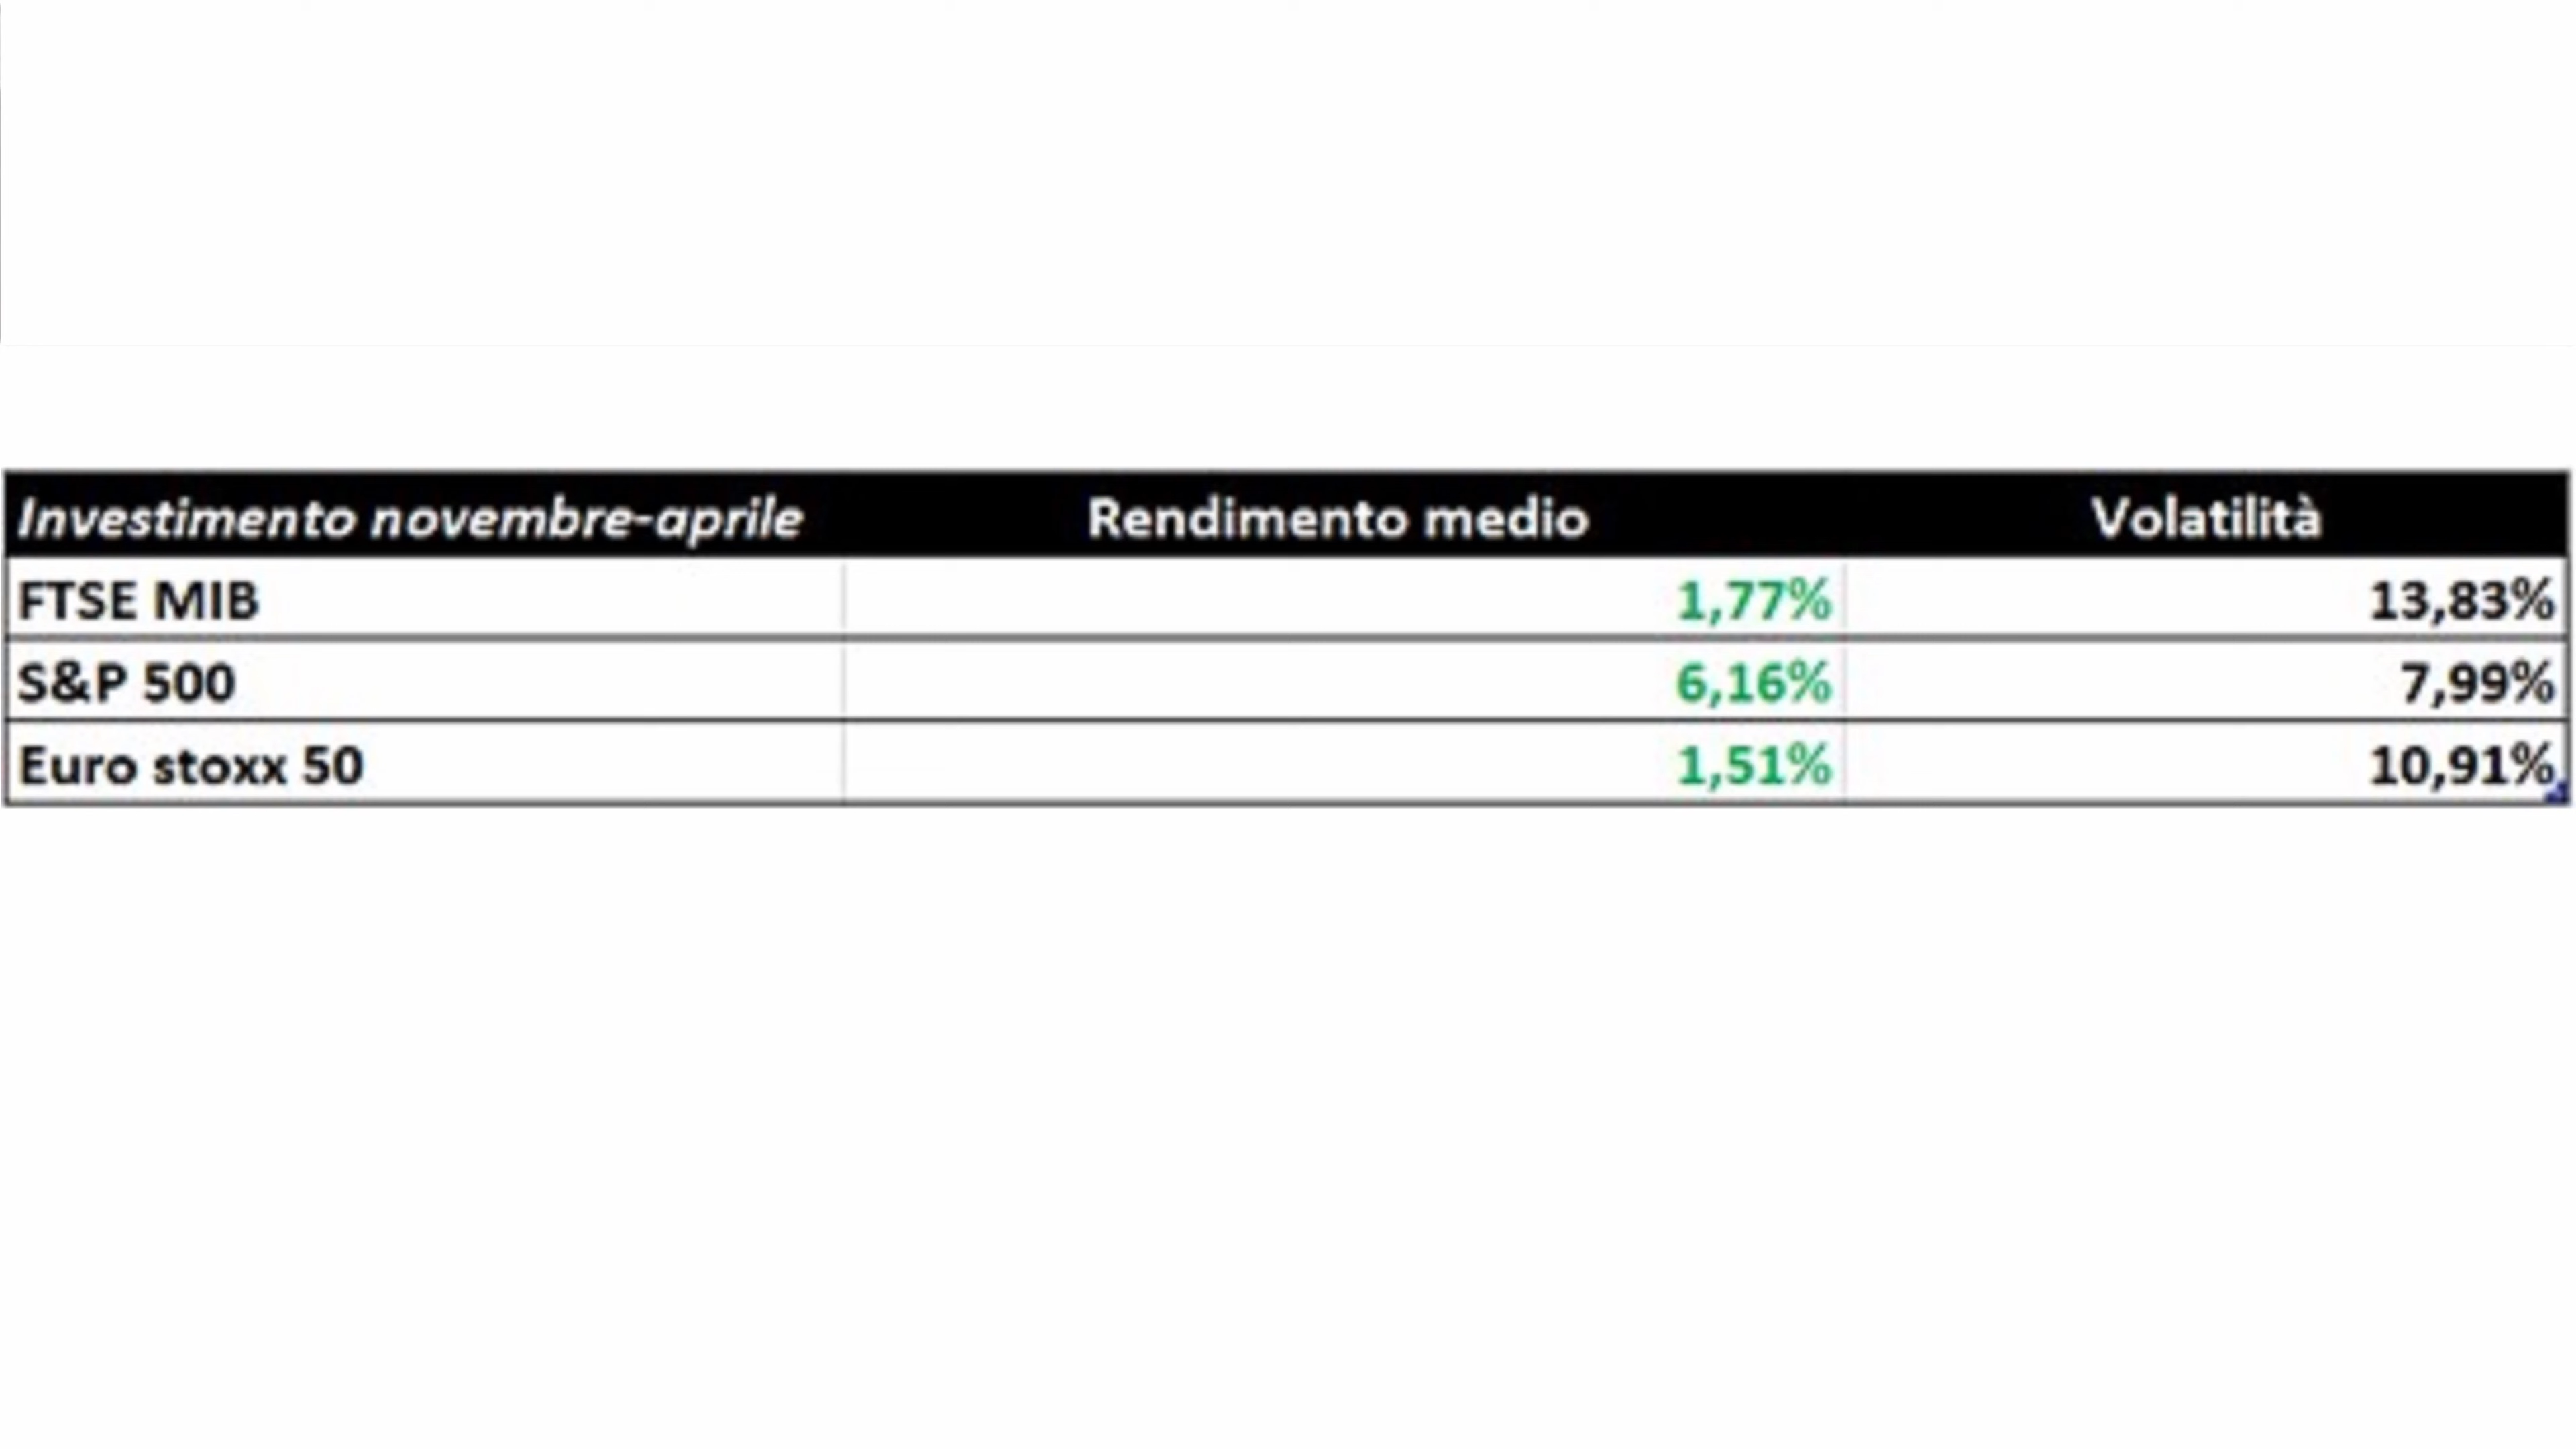 Investimento novembre-aprile Rendimento medio Volatilità
FTSE MIB 1,77% 13,83%
S&P 500 6,16% 7,99%
Euro stoxx 50 1,51% 10,91%